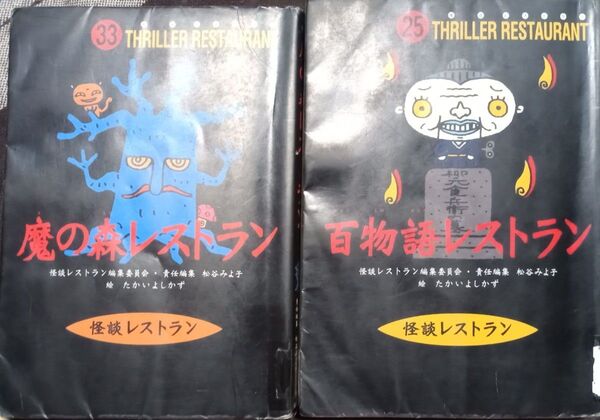 33
THRILLER RESTAURAN
魔の森レストラン
怪談レストラン編集委員会・責任編集 松谷みよ子
絵 たかいよしかず
怪談レストラン
25
THRILLER RESTAURANT
百物語レストラン
怪談レストラン編集委員会・責任編集 松谷みよ子
絵 たかいよしかず
怪談レストラン